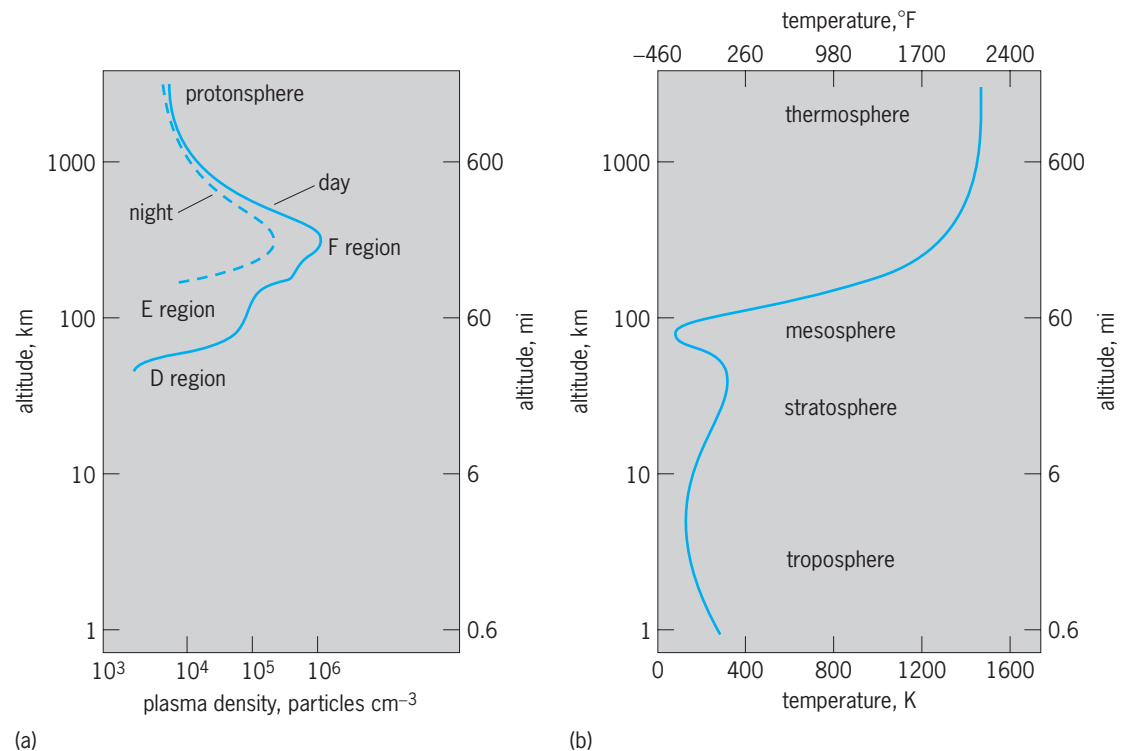 protonsphere
1000
600
day
night
F region
E region
100
60
D region
altitude, km
altitude, mi
10
6
1
0.6
10³
10⁴
10⁵
10⁶
plasma density, particles cm⁻³
(a)
temperature,°F
−460
260
980
1700
2400
thermosphere
1000
600
100
60
mesosphere
altitude, km
altitude, mi
stratosphere
10
6
troposphere
1
0.6
0
400
800
1200
1600
temperature, K
(b)